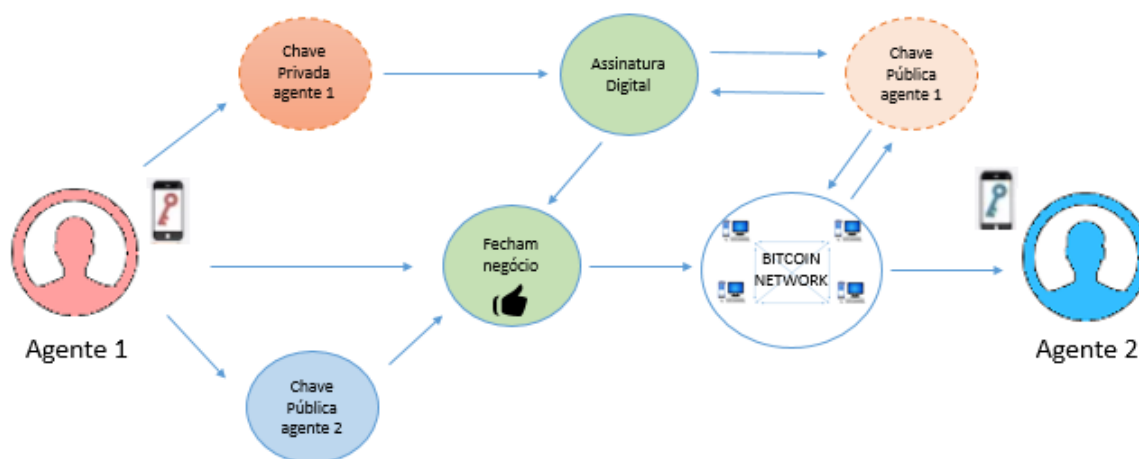 Chave
Privada
agente 1
Assinatura
Digital
Chave
Pública
agente 1
Fecham
negócio
BITCOIN
NETWORK
Agente 1
Agente 2
Chave
Pública
agente 2